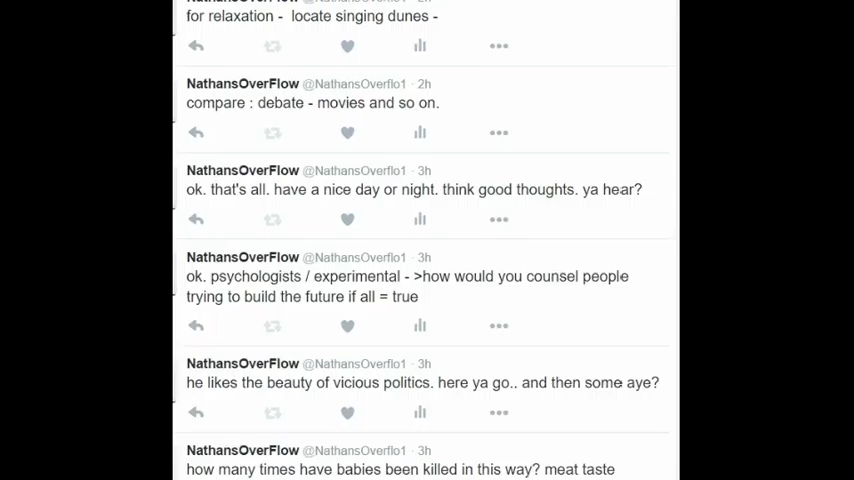 for relaxation - locate singing dunes -
NathansOverFlow @NathansOverflo1 · 2h
compare : debate - movies and so on.
NathansOverFlow @NathansOverflo1 · 3h
ok. that's all. have a nice day or night. think good thoughts. ya hear?
NathansOverFlow @NathansOverflo1 · 3h
ok. psychologists / experimental - >how would you counsel people
trying to build the future if all = true
NathansOverFlow @NathansOverflo1 · 3h
he likes the beauty of vicious politics. here ya go.. and then some aye?
NathansOverFlow @NathansOverflo1 · 3h
how many times have babies been killed in this way? meat taste